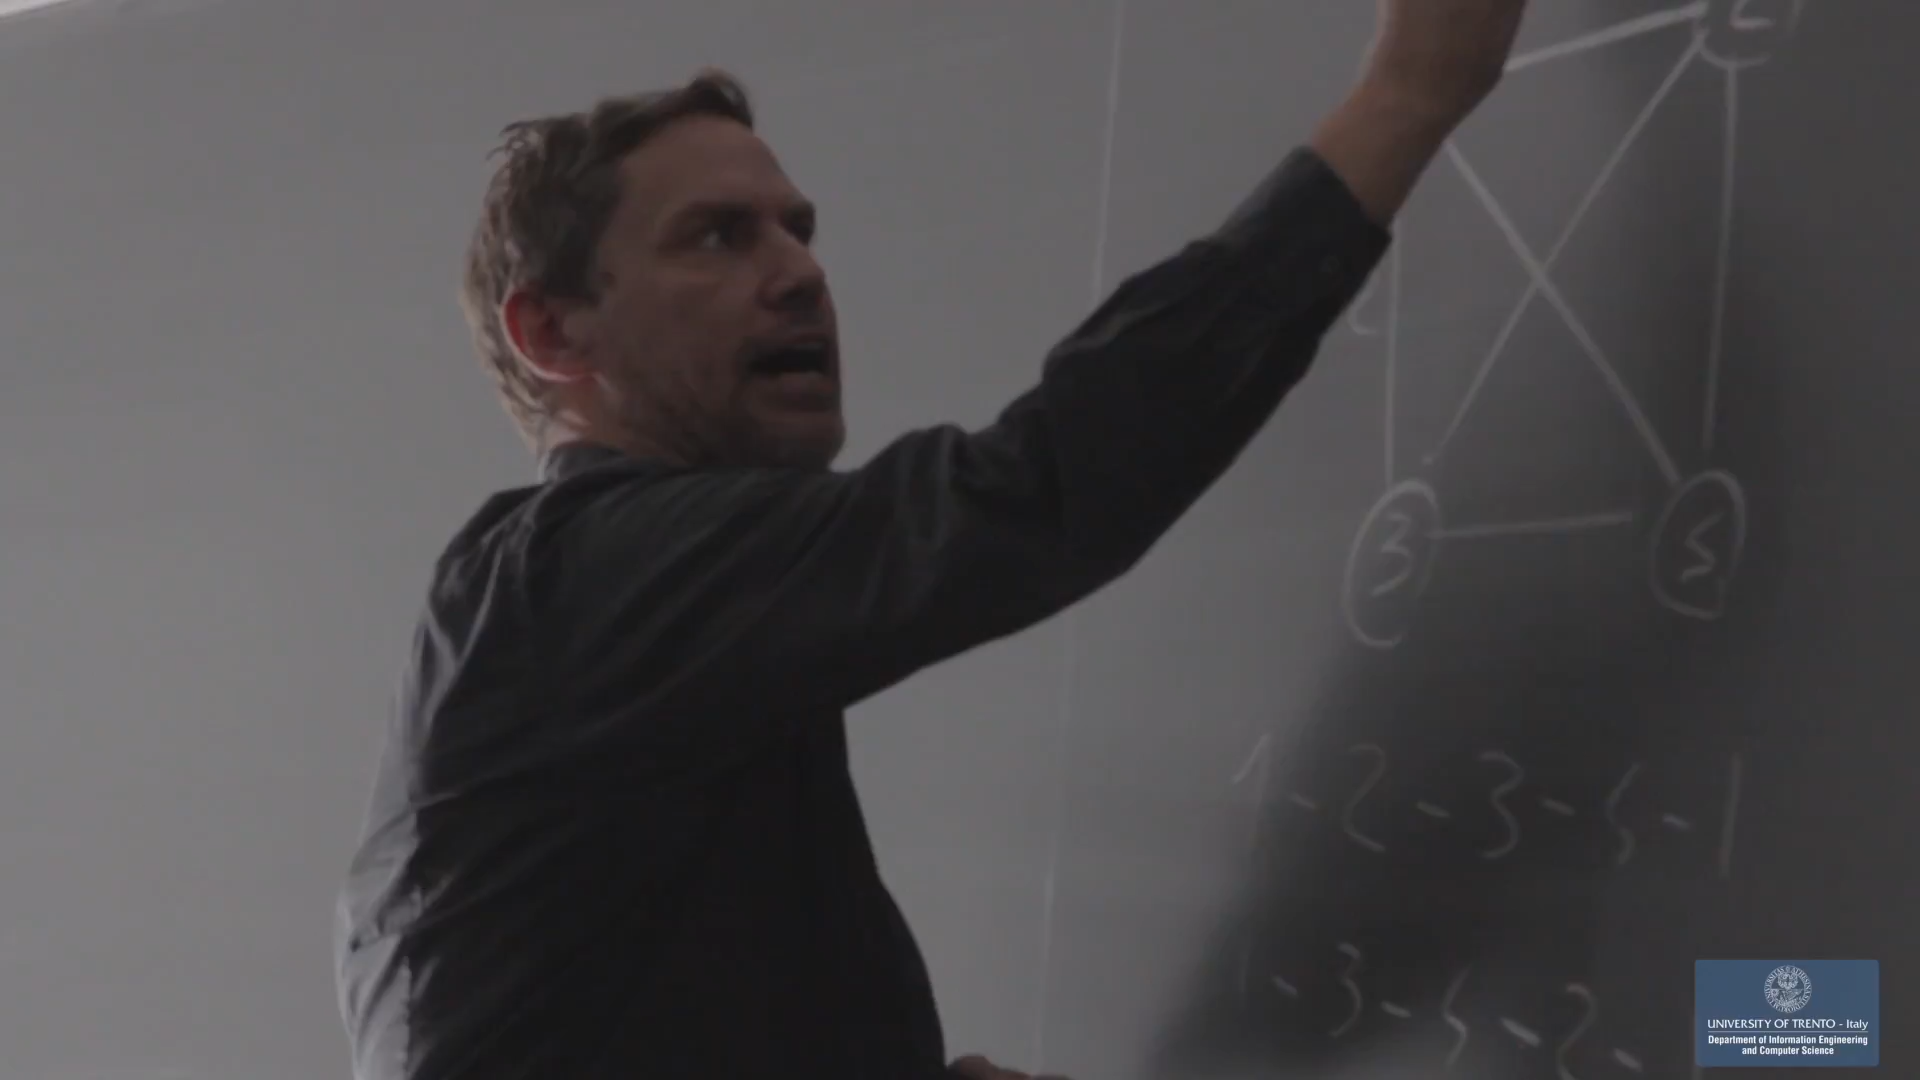 2
3
5
1-2-3-5-1
1-3-5-2-
UNIVERSITY OF TRENTO - Italy
Department of Information Engineering
and Computer Science